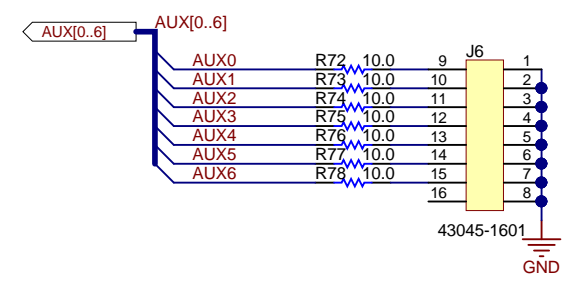 AUX[0..6]
AUX[0..6]
J6
AUX0 R72 10.0 9 1
AUX1 R73 10.0 10 2
AUX2 R74 10.0 11 3
AUX3 R75 10.0 12 4
AUX4 R76 10.0 13 5
AUX5 R77 10.0 14 6
AUX6 R78 10.0 15 7
16 8
43045-1601
GND